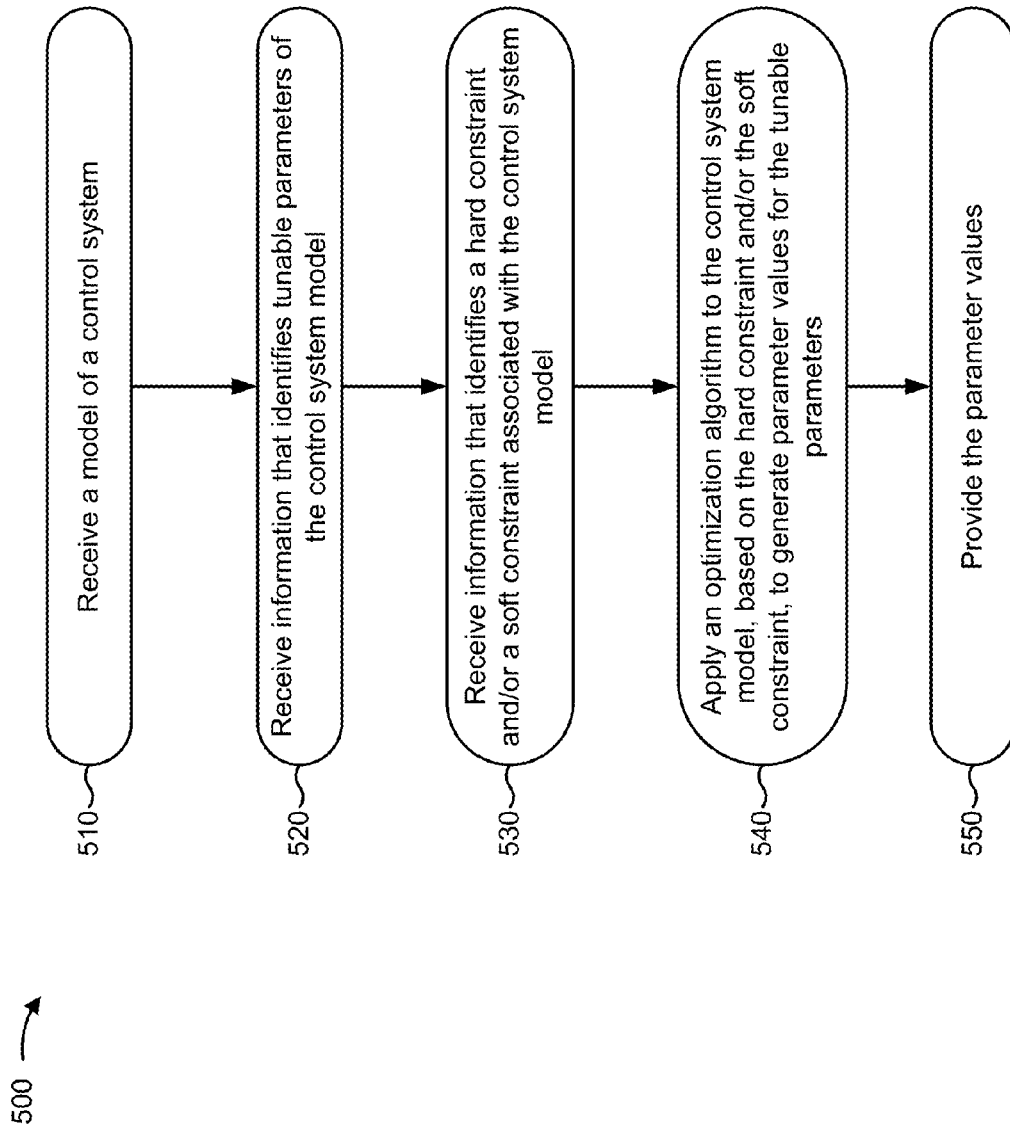 500
510
Receive a model of a control system
520
Receive information that identifies tunable parameters of
the control system model
530
Receive information that identifies a hard constraint
and/or a soft constraint associated with the control system
model
540
Apply an optimization algorithm to the control system
model, based on the hard constraint and/or the soft
constraint, to generate parameter values for the tunable
parameters
550
Provide the parameter values